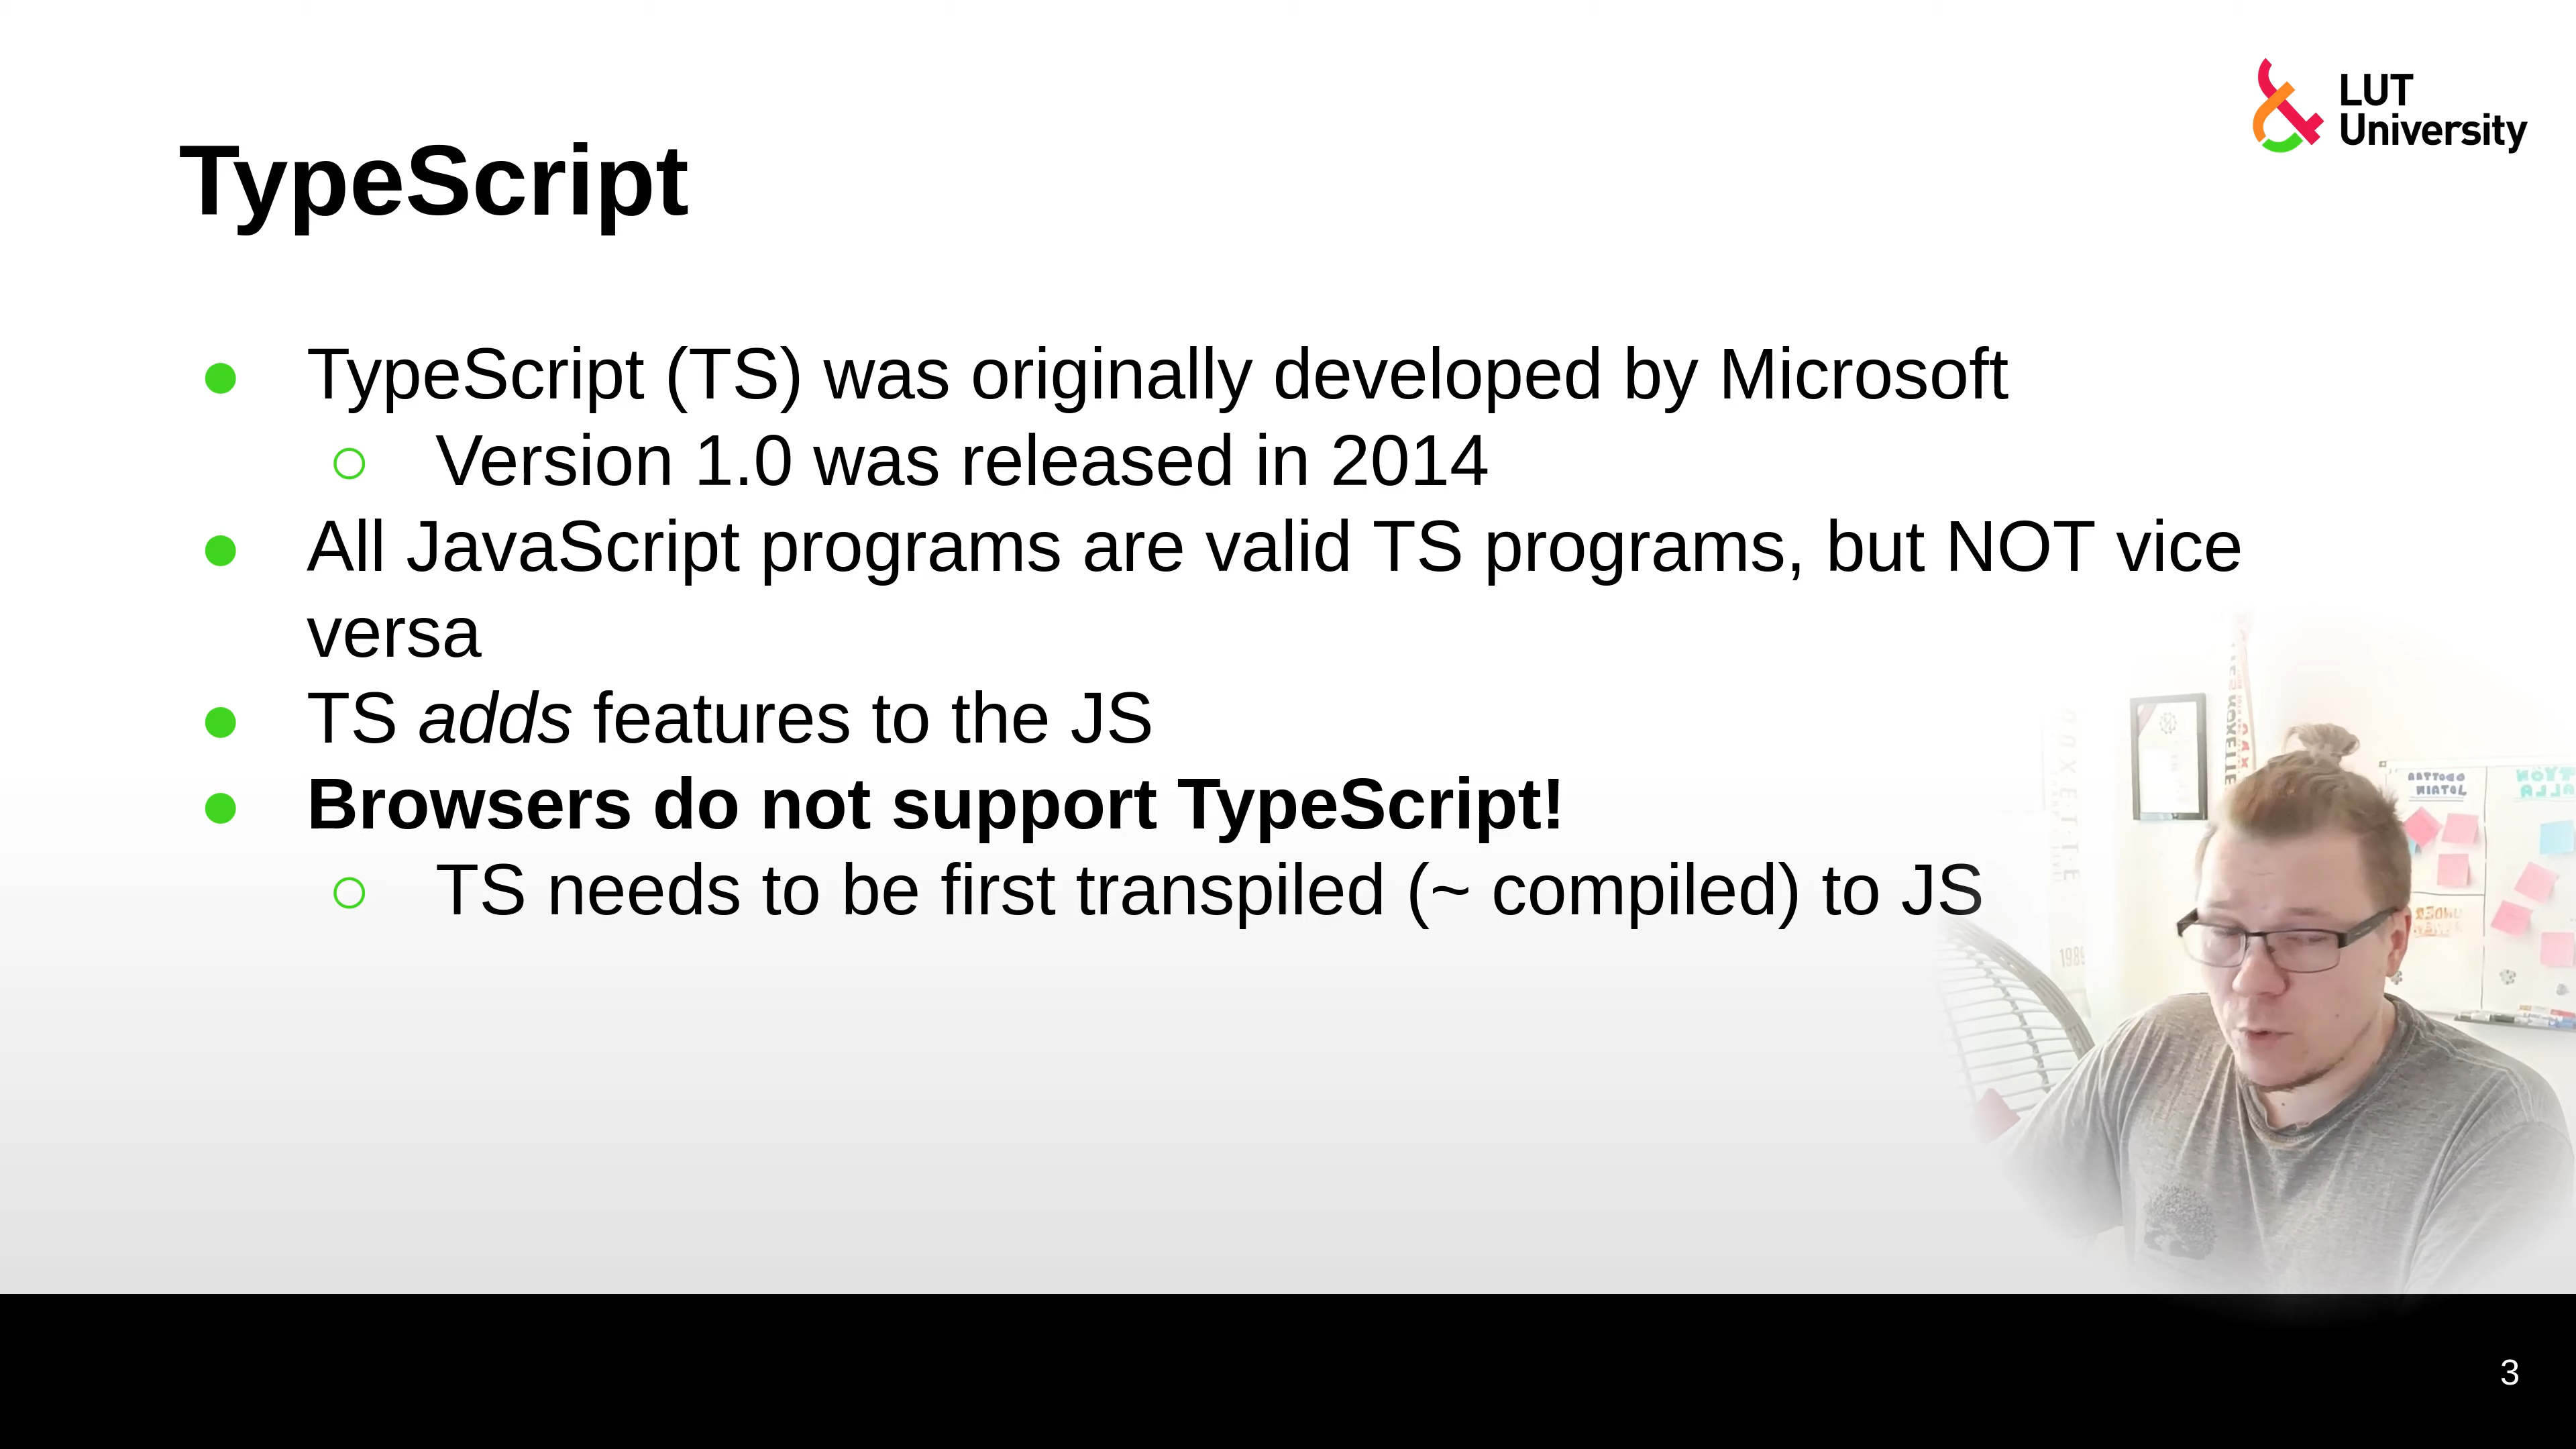 LUT
University
TypeScript
● TypeScript (TS) was originally developed by Microsoft
○ Version 1.0 was released in 2014
● All JavaScript programs are valid TS programs, but NOT vice
versa
● TS adds features to the JS
● Browsers do not support TypeScript!
○ TS needs to be first transpiled (~ compiled) to JS
1989
3